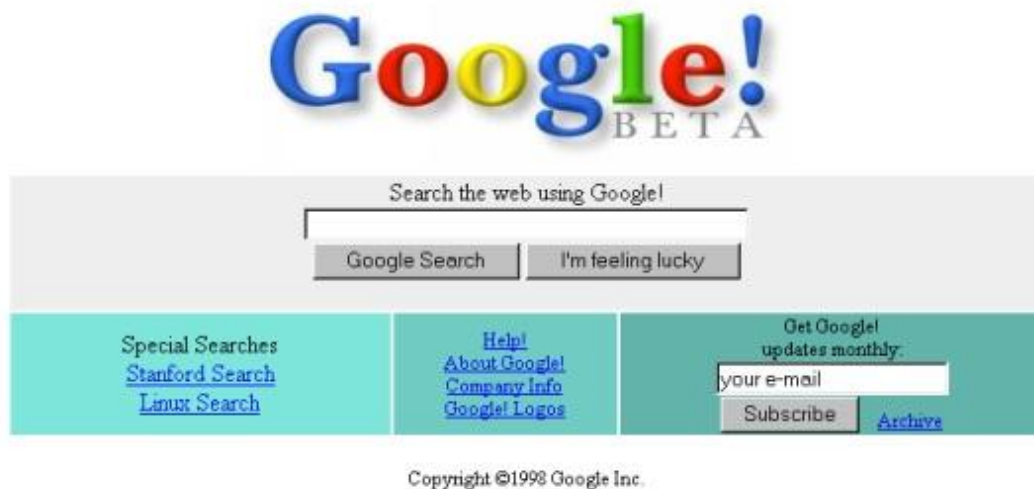 Google!
BETA
Search the web using Google!
Google Search
I'm feeling lucky
Special Searches
Stanford Search
Linux Search
Help!
About Google!
Company Info
Google! Logos
Get Google!
updates monthly:
your e-mail
Subscribe
Archive
Copyright ©1998 Google Inc.